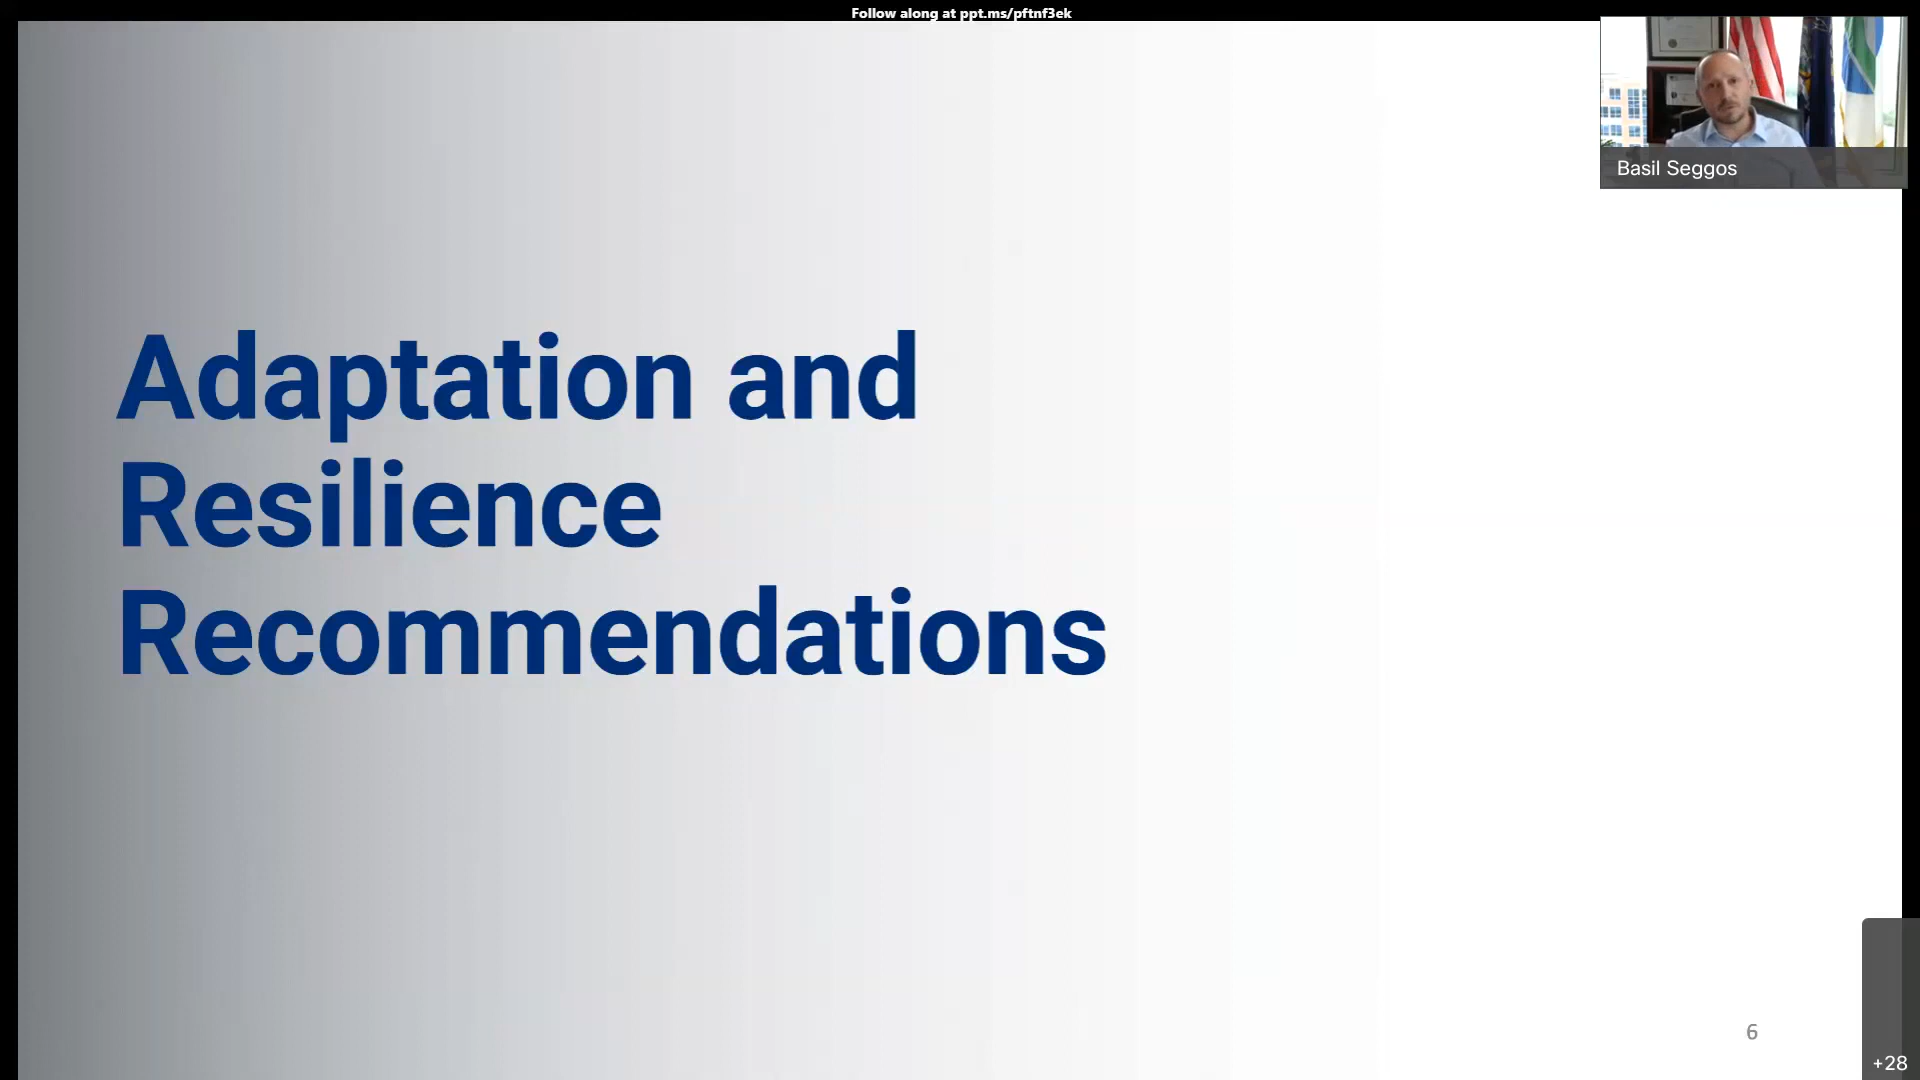 Follow along at ppt.ms/pftnf3ek
Basil Seggos
Adaptation and
Resilience
Recommendations
6
+28